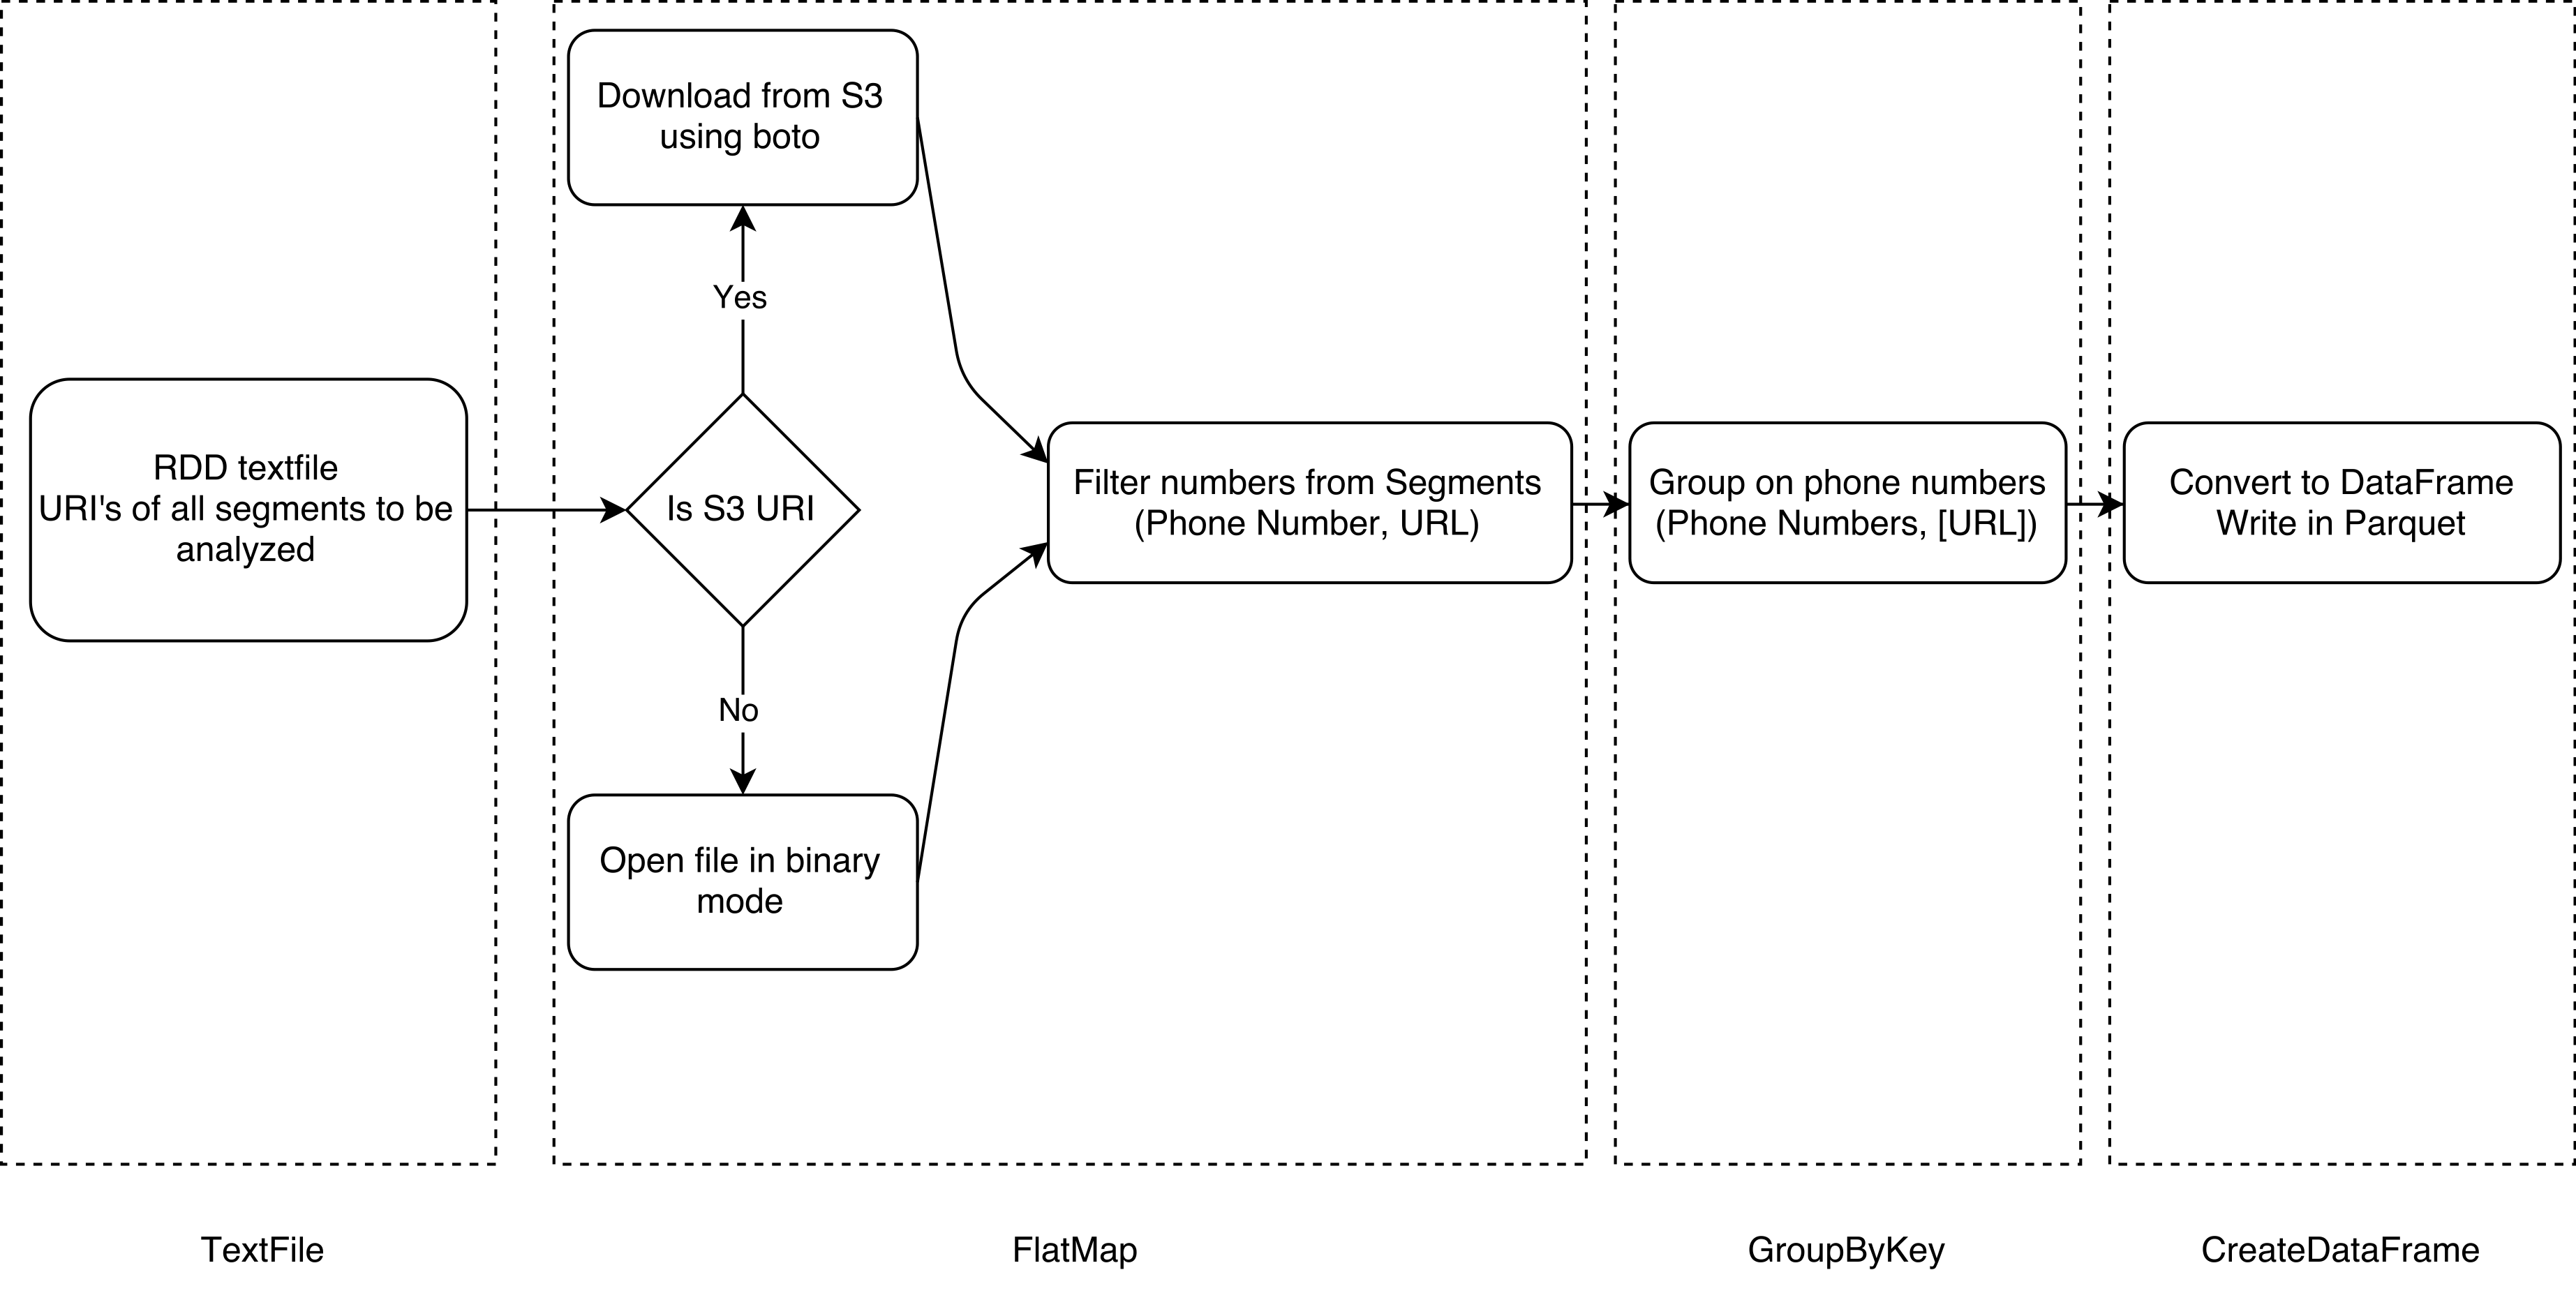 Download from S3
using boto
Yes
RDD textfile
URI's of all segments to be
analyzed
Is S3 URI
Filter numbers from Segments
(Phone Number, URL)
Group on phone numbers
(Phone Numbers, [URL])
Convert to DataFrame
Write in Parquet
No
Open file in binary
mode
TextFile
FlatMap
GroupByKey
CreateDataFrame